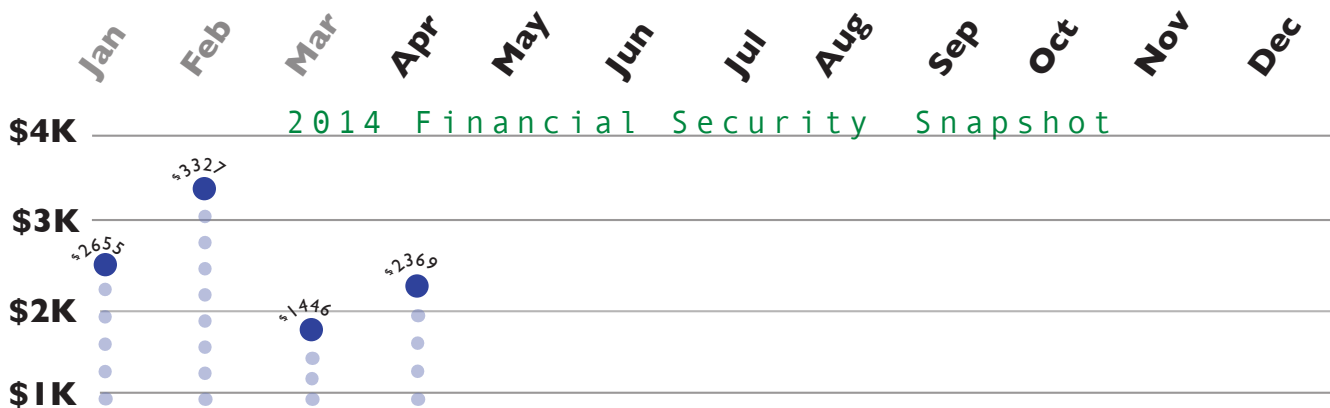 Jan Feb Mar Apr May Jun Jul Aug Sep Oct Nov Dec
2014 Financial Security Snapshot
$4K
$3327
$3K
$2655
$2369
$2K
$1446
$1K